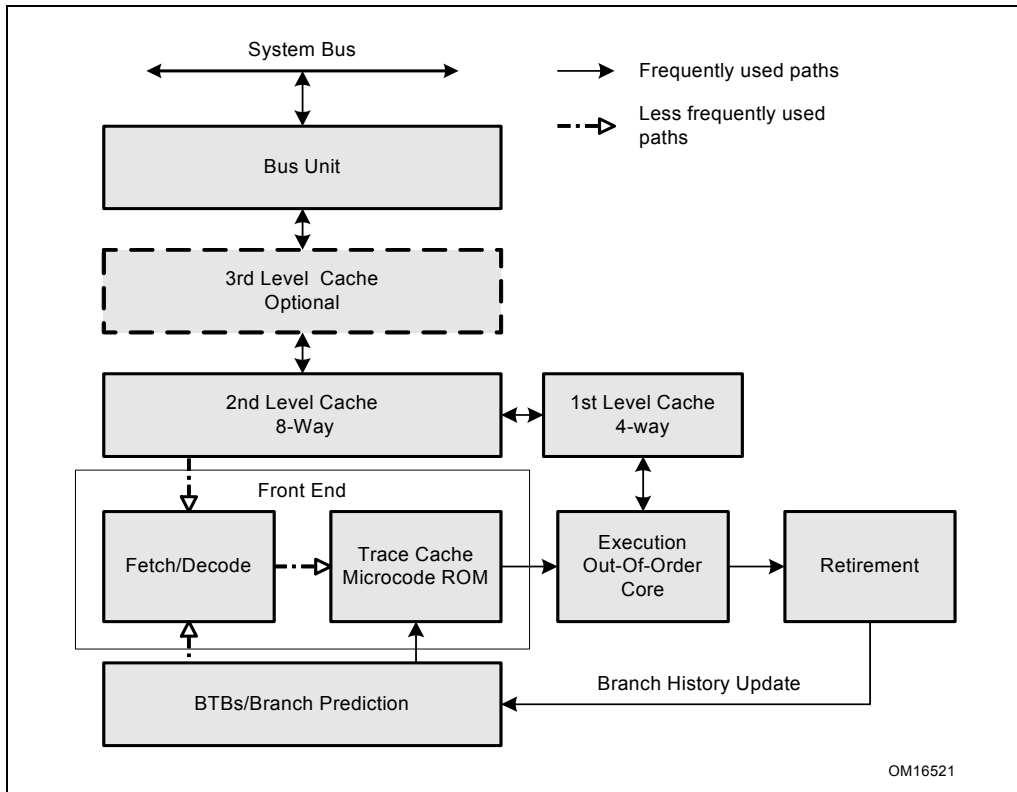 System Bus
Frequently used paths
Less frequently used
paths
Bus Unit
3rd Level Cache
Optional
2nd Level Cache
8-Way
1st Level Cache
4-way
Front End
Fetch/Decode
Trace Cache
Microcode ROM
Execution
Out-Of-Order
Core
Retirement
BTBs/Branch Prediction
Branch History Update
OM16521